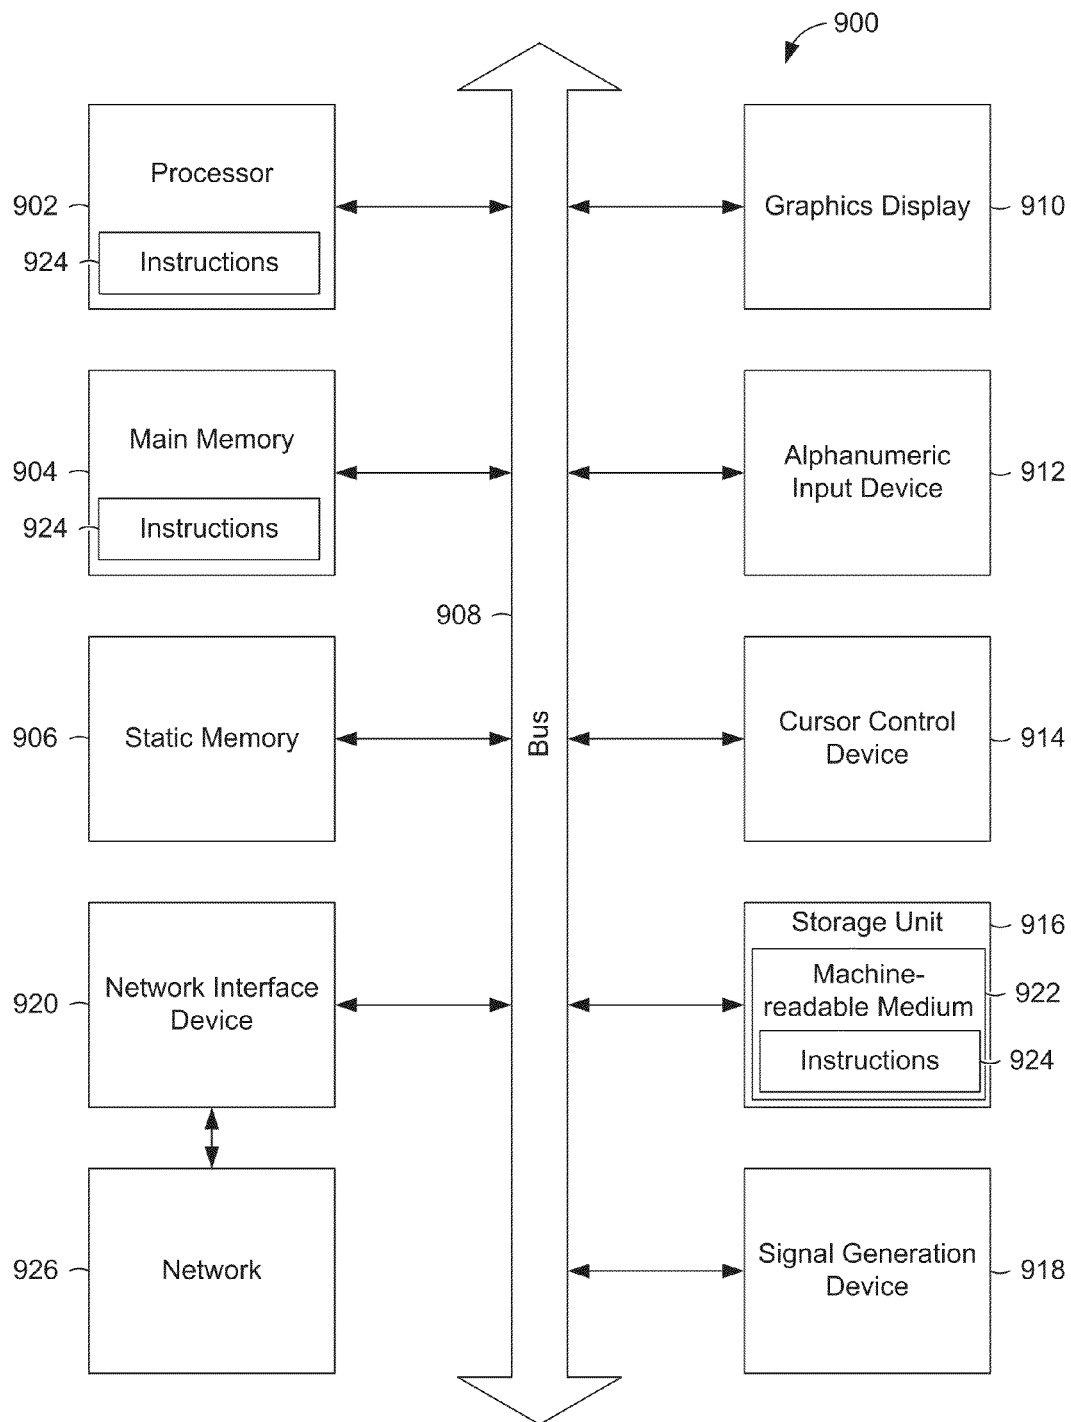 900
Processor
902
924
Instructions
Graphics Display
910
Main Memory
904
924
Instructions
Alphanumeric
Input Device
912
908
Static Memory
906
Bus
Cursor Control
Device
914
Network Interface
Device
920
Storage Unit
916
Machine-
readable Medium
922
Instructions
924
Network
926
Signal Generation
Device
918